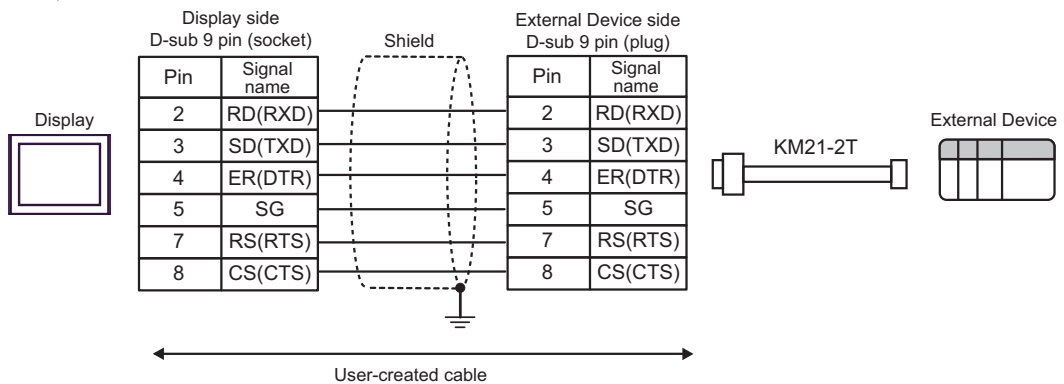 Display side
D-sub 9 pin (socket)
Shield
External Device side
D-sub 9 pin (plug)
Pin Signal name
2 RD(RXD)
3 SD(TXD)
4 ER(DTR)
5 SG
7 RS(RTS)
8 CS(CTS)
Pin Signal name
2 RD(RXD)
3 SD(TXD)
4 ER(DTR)
5 SG
7 RS(RTS)
8 CS(CTS)
Display
KM21-2T
External Device
User-created cable